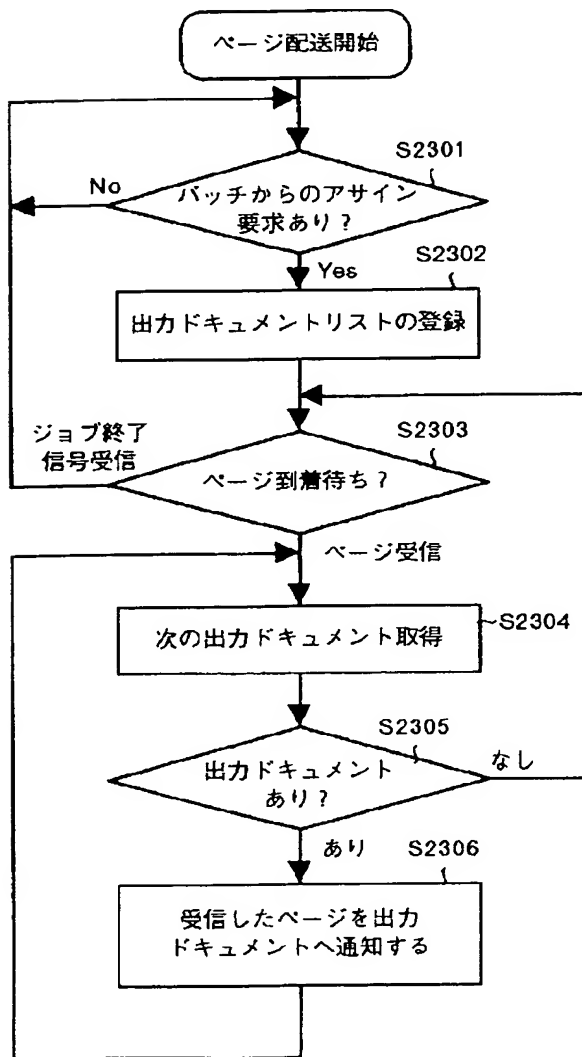 ページ配送開始
S2301
No
バッチからのアサイン
要求あり?
Yes
S2302
出力ドキュメントリストの登録
ジョブ終了
信号受信
S2303
ページ到着待ち?
ページ受信
次の出力ドキュメント取得
S2304
S2305
出力ドキュメント
あり?
なし
あり
S2306
受信したページを出力
ドキュメントへ通知する